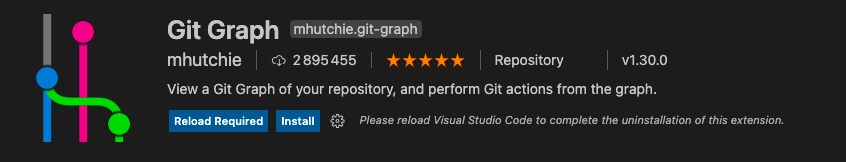 Git Graph mhutchie.git-graph
mhutchie 2 895 455 Repository v1.30.0
View a Git Graph of your repository, and perform Git actions from the graph.
Reload Required Install Please reload Visual Studio Code to complete the uninstallation of this extension.